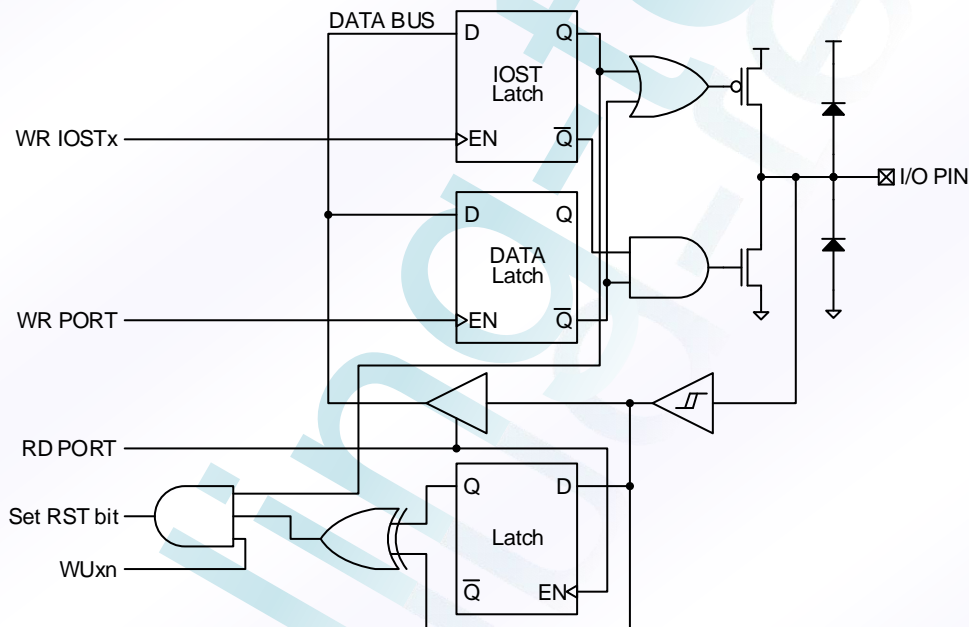 DATA BUS
D
Q
IOST
Latch
WR IOSTx
EN
Q
I/O PIN
D
Q
DATA
Latch
WR PORT
EN
Q
RD PORT
Q
D
Set RST bit
Latch
WUxn
Q
EN